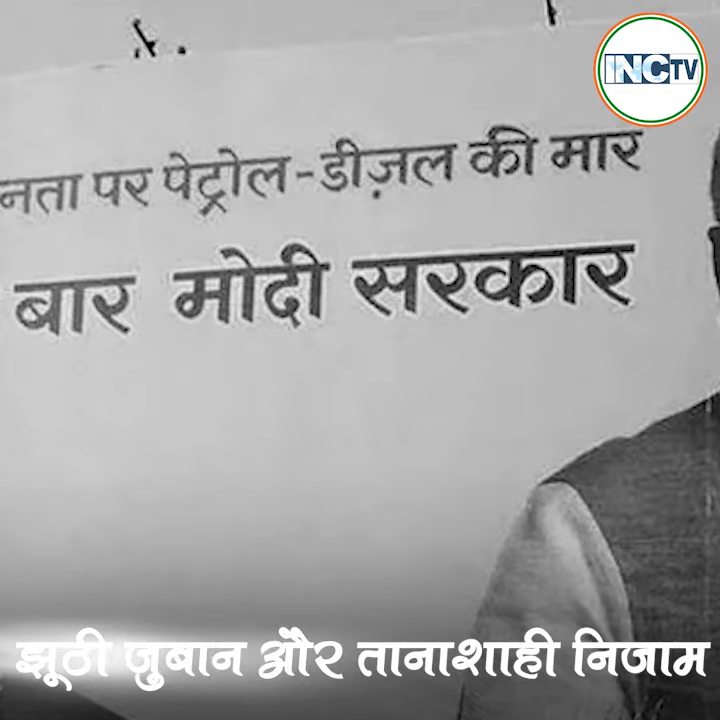 INCTV
नता पर पेट्रोल-डीज़ल की मार
बार मोदी सरकार
झूठी जुबान और तानाशाही निजाम